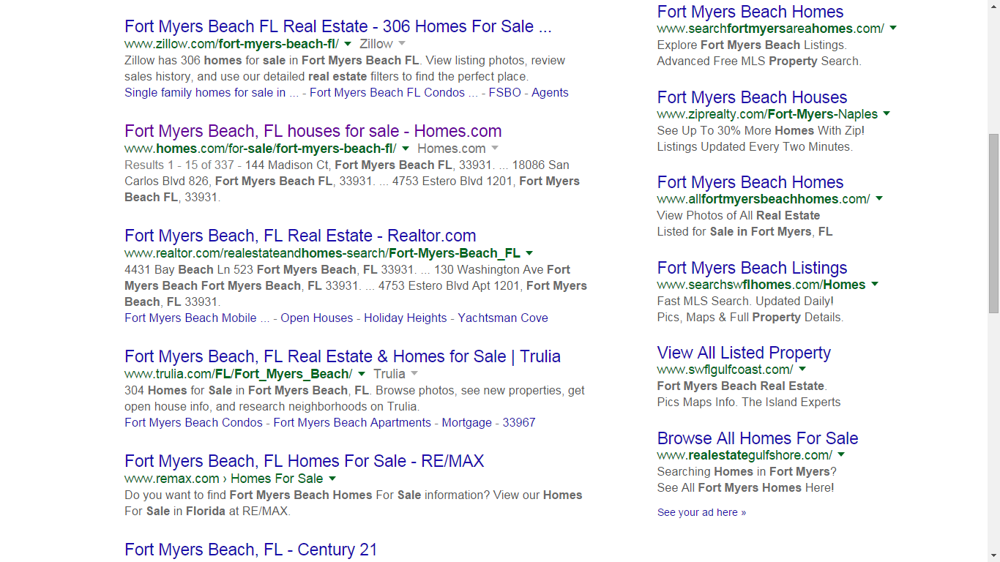 Fort Myers Beach FL Real Estate - 306 Homes For Sale ...
www.zillow.com/fort-myers-beach-fl/ Zillow
Zillow has 306 homes for sale in Fort Myers Beach FL. View listing photos, review
sales history, and use our detailed real estate filters to find the perfect place.
Single family homes for sale in ... - Fort Myers Beach FL Condos ... - FSBO - Agents
Fort Myers Beach, FL houses for sale - Homes.com
www.homes.com/for-sale/fort-myers-beach-fl/ Homes.com
Results 1 - 15 of 337 - 144 Madison Ct, Fort Myers Beach FL, 33931. ... 18086 San
Carlos Blvd 826, Fort Myers Beach FL, 33931. ... 4753 Estero Blvd 1201, Fort Myers
Beach FL, 33931.
Fort Myers Beach, FL Real Estate - Realtor.com
www.realtor.com/realestateandhomes-search/Fort-Myers-Beach_FL
4431 Bay Beach Ln 523 Fort Myers Beach, FL 33931. ... 130 Washington Ave Fort
Myers Beach Fort Myers Beach, FL 33931. ... 4753 Estero Blvd Apt 1201, Fort Myers
Beach, FL 33931.
Fort Myers Beach Mobile ... - Open Houses - Holiday Heights - Yachtsman Cove
Fort Myers Beach, FL Real Estate & Homes for Sale | Trulia
www.trulia.com/FL/Fort_Myers_Beach/ Trulia
304 Homes for Sale in Fort Myers Beach, FL. Browse photos, see new properties, get
open house info, and research neighborhoods on Trulia.
Fort Myers Beach Condos - Fort Myers Beach Apartments - Mortgage - 33967
Fort Myers Beach, FL Homes For Sale - RE/MAX
www.remax.com › Homes For Sale
Do you want to find Fort Myers Beach Homes For Sale information? View our Homes
For Sale in Florida at RE/MAX.
Fort Myers Beach, FL - Century 21
Fort Myers Beach Homes
www.searchfortmyersareahomes.com/
Explore Fort Myers Beach Listings.
Advanced Free MLS Property Search.
Fort Myers Beach Houses
www.ziprealty.com/Fort-Myers-Naples
See Up To 30% More Homes With Zip!
Listings Updated Every Two Minutes.
Fort Myers Beach Homes
www.allfortmyersbeachhomes.com/
View Photos of All Real Estate
Listed for Sale in Fort Myers, FL
Fort Myers Beach Listings
www.searchswflhomes.com/Homes
Fast MLS Search. Updated Daily!
Pics, Maps & Full Property Details.
View All Listed Property
www.swflgulfcoast.com/
Fort Myers Beach Real Estate.
Pics Maps Info. The Island Experts
Browse All Homes For Sale
www.realestategulfshore.com/
Searching Homes in Fort Myers?
See All Fort Myers Homes Here!
See your ad here »